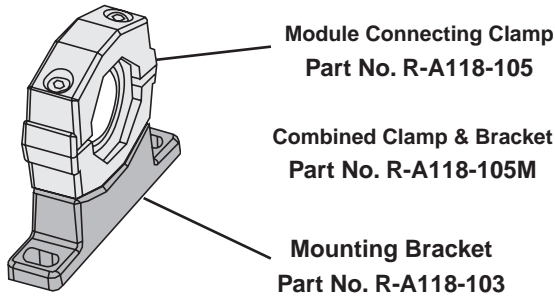 Module Connecting Clamp
Part No. R-A118-105
Combined Clamp & Bracket
Part No. R-A118-105M
Mounting Bracket
Part No. R-A118-103